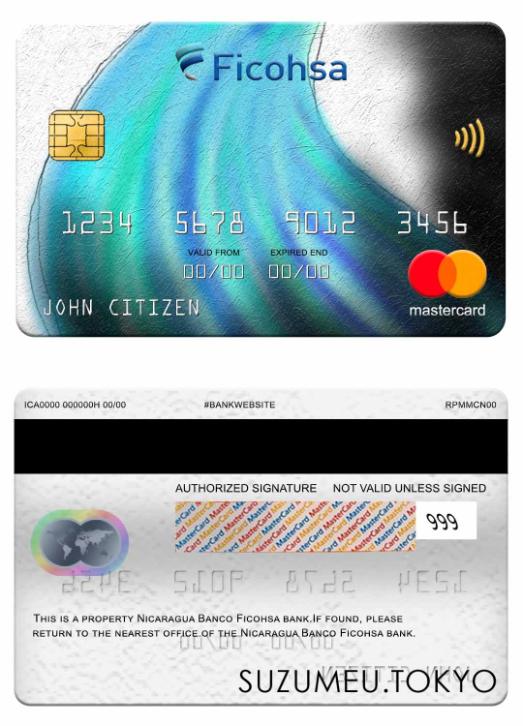 Ficohsa
1234 5678 9012 3456
VALID FROM EXPIRED END
00/00 00/00
JOHN CITIZEN
mastercard
ICA0000 000000H 00/00 #BANKWEBSITE RPMMCN00
AUTHORIZED SIGNATURE NOT VALID UNLESS SIGNED
MasterCard MasterCard MasterCard
999
THIS IS A PROPERTY NICARAGUA BANCO FICOHSA BANK.IF FOUND, PLEASE
RETURN TO THE NEAREST OFFICE OF THE NICARAGUA BANCO FICOHSA BANK.
SUZUMEU.TOKYO